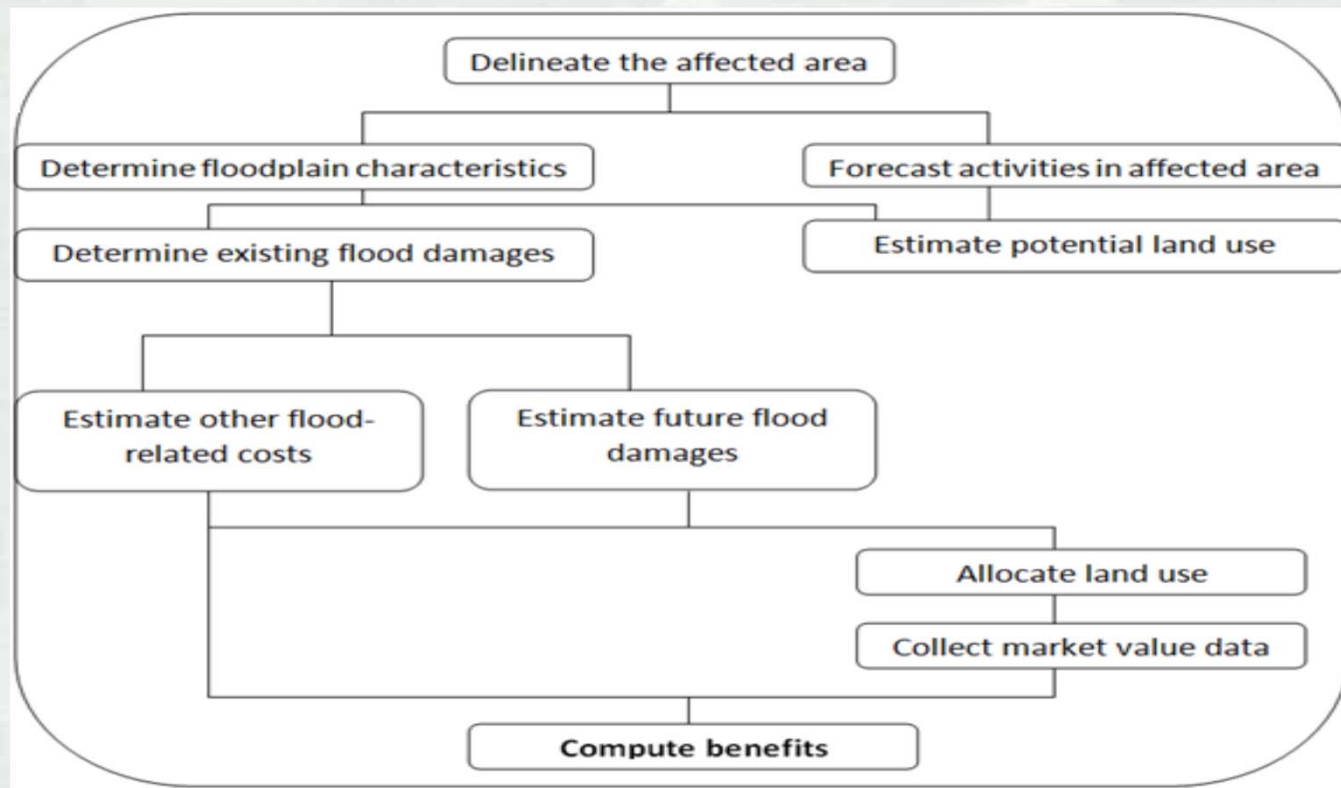 Delineate the affected area
Determine floodplain characteristics
Forecast activities in affected area
Determine existing flood damages
Estimate potential land use
Estimate other flood-
related costs
Estimate future flood
damages
Allocate land use
Collect market value data
Compute benefits